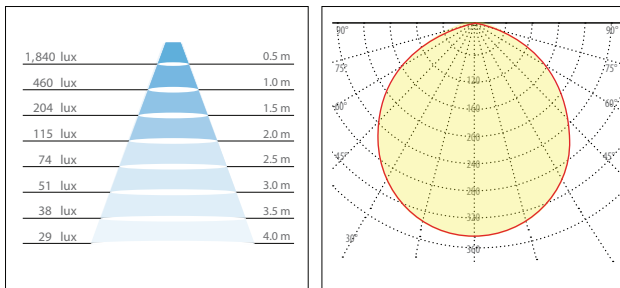 1,840 lux 0.5 m
460 lux 1.0 m
204 lux 1.5 m
115 lux 2.0 m
74 lux 2.5 m
51 lux 3.0 m
38 lux 3.5 m
29 lux 4.0 m
90° 90°
75° 75°
120
60° 160 60°
200
45° 240 45°
280
320
30° 360